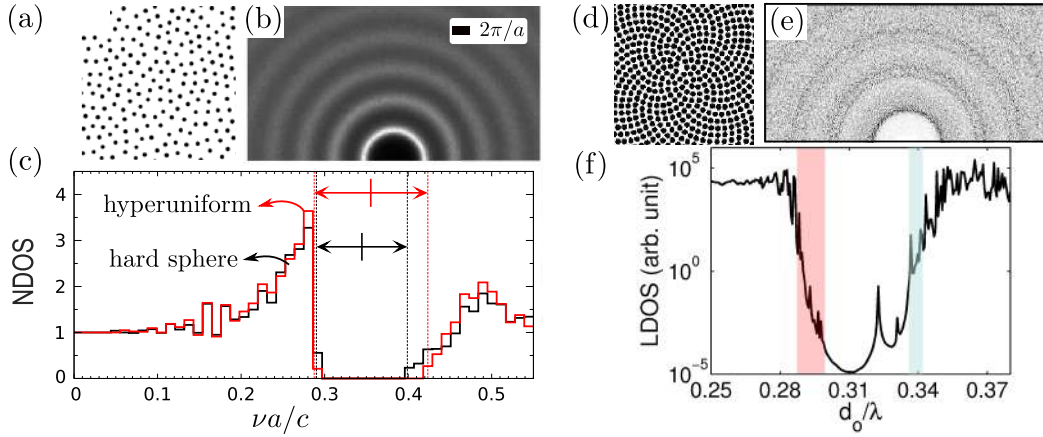 (a)
(b)
2π/a
(c)
4
3
2
1
0
NDOS
hyperuniform
hard sphere
0
0.1
0.2
0.3
0.4
0.5
νa/c
(d)
(e)
(f)
10^5
10^0
10^-5
LDOS (arb. unit)
0.25
0.29
0.31
0.34
0.37
d_o/λ